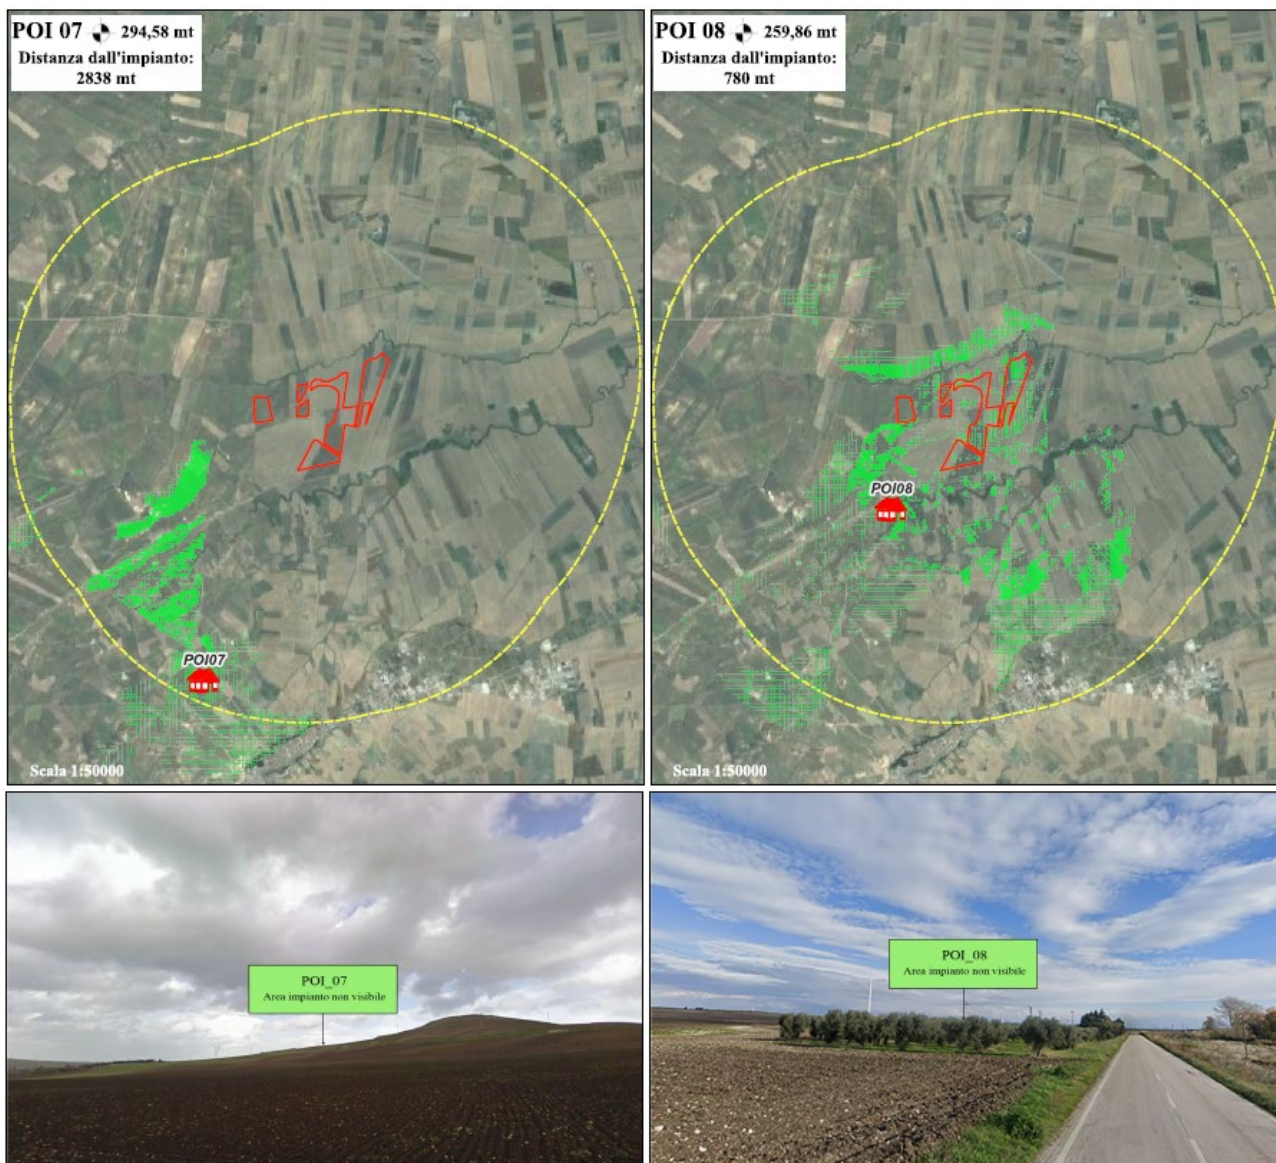 POI 07 294,58 mt
Distanza dall'impianto:
2838 mt
POI07
Scala 1:50000
POI 08 259,86 mt
Distanza dall'impianto:
780 mt
POI08
Scala 1:50000
POI_07
Area impianto non visibile
POI_08
Area impianto non visibile